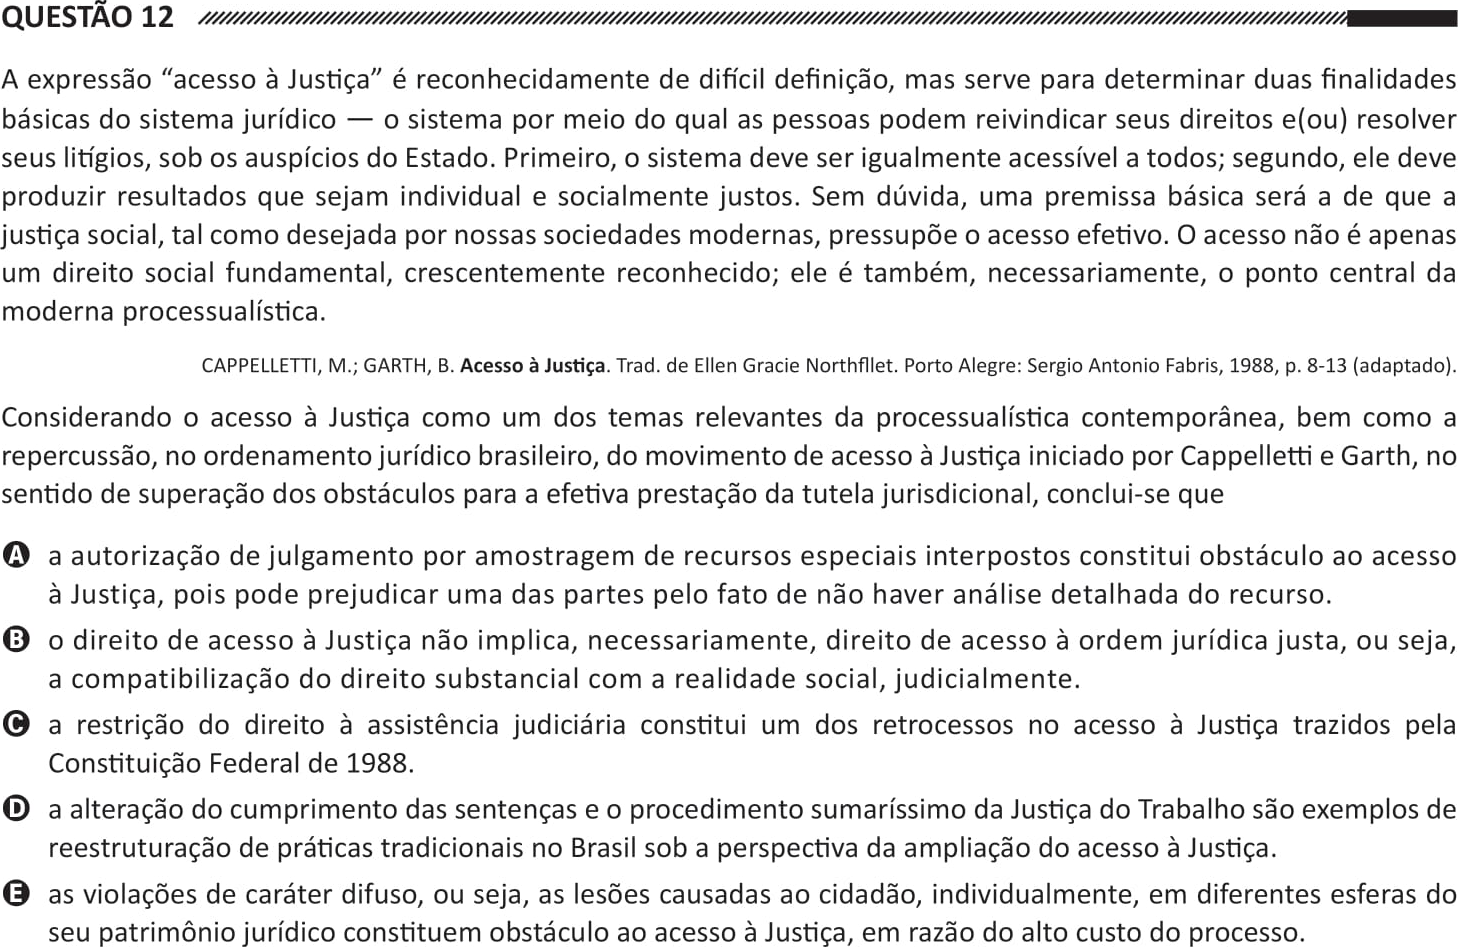 QUESTÃO 12
A expressão “acesso à Justiça” é reconhecidamente de difícil definição, mas serve para determinar duas finalidades
básicas do sistema jurídico — o sistema por meio do qual as pessoas podem reivindicar seus direitos e(ou) resolver
seus litígios, sob os auspícios do Estado. Primeiro, o sistema deve ser igualmente acessível a todos; segundo, ele deve
produzir resultados que sejam individual e socialmente justos. Sem dúvida, uma premissa básica será a de que a
justiça social, tal como desejada por nossas sociedades modernas, pressupõe o acesso efetivo. O acesso não é apenas
um direito social fundamental, crescentemente reconhecido; ele é também, necessariamente, o ponto central da
moderna processualística.
CAPPELLETTI, M.; GARTH, B. Acesso à Justiça. Trad. de Ellen Gracie Northfllet. Porto Alegre: Sergio Antonio Fabris, 1988, p. 8-13 (adaptado).
Considerando o acesso à Justiça como um dos temas relevantes da processualística contemporânea, bem como a
repercussão, no ordenamento jurídico brasileiro, do movimento de acesso à Justiça iniciado por Cappelletti e Garth, no
sentido de superação dos obstáculos para a efetiva prestação da tutela jurisdicional, conclui-se que
A a autorização de julgamento por amostragem de recursos especiais interpostos constitui obstáculo ao acesso
à Justiça, pois pode prejudicar uma das partes pelo fato de não haver análise detalhada do recurso.
B o direito de acesso à Justiça não implica, necessariamente, direito de acesso à ordem jurídica justa, ou seja,
a compatibilização do direito substancial com a realidade social, judicialmente.
C a restrição do direito à assistência judiciária constitui um dos retrocessos no acesso à Justiça trazidos pela
Constituição Federal de 1988.
D a alteração do cumprimento das sentenças e o procedimento sumaríssimo da Justiça do Trabalho são exemplos de
reestruturação de práticas tradicionais no Brasil sob a perspectiva da ampliação do acesso à Justiça.
E as violações de caráter difuso, ou seja, as lesões causadas ao cidadão, individualmente, em diferentes esferas do
seu patrimônio jurídico constituem obstáculo ao acesso à Justiça, em razão do alto custo do processo.